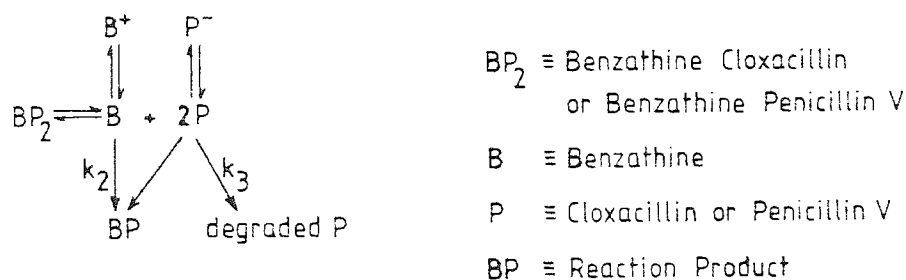 B⁺ P⁻
BP₂ B + 2P
k₂ k₃
BP degraded P
BP₂ ≡ Benzathine Cloxacillin
or Benzathine Penicillin V
B ≡ Benzathine
P ≡ Cloxacillin or Penicillin V
BP ≡ Reaction Product